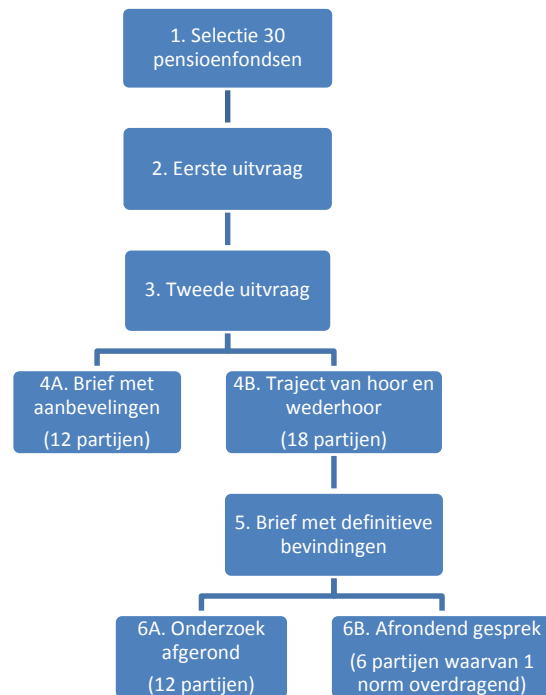 1. Selectie 30
pensioenfondsen
2. Eerste uitvraag
3. Tweede uitvraag
4A. Brief met
aanbevelingen
(12 partijen)
4B. Traject van hoor en
wederhoor
(18 partijen)
5. Brief met definitieve
bevindingen
6A. Onderzoek
afgerond
(12 partijen)
6B. Afrondend gesprek
(6 partijen waarvan 1
norm overdragend)